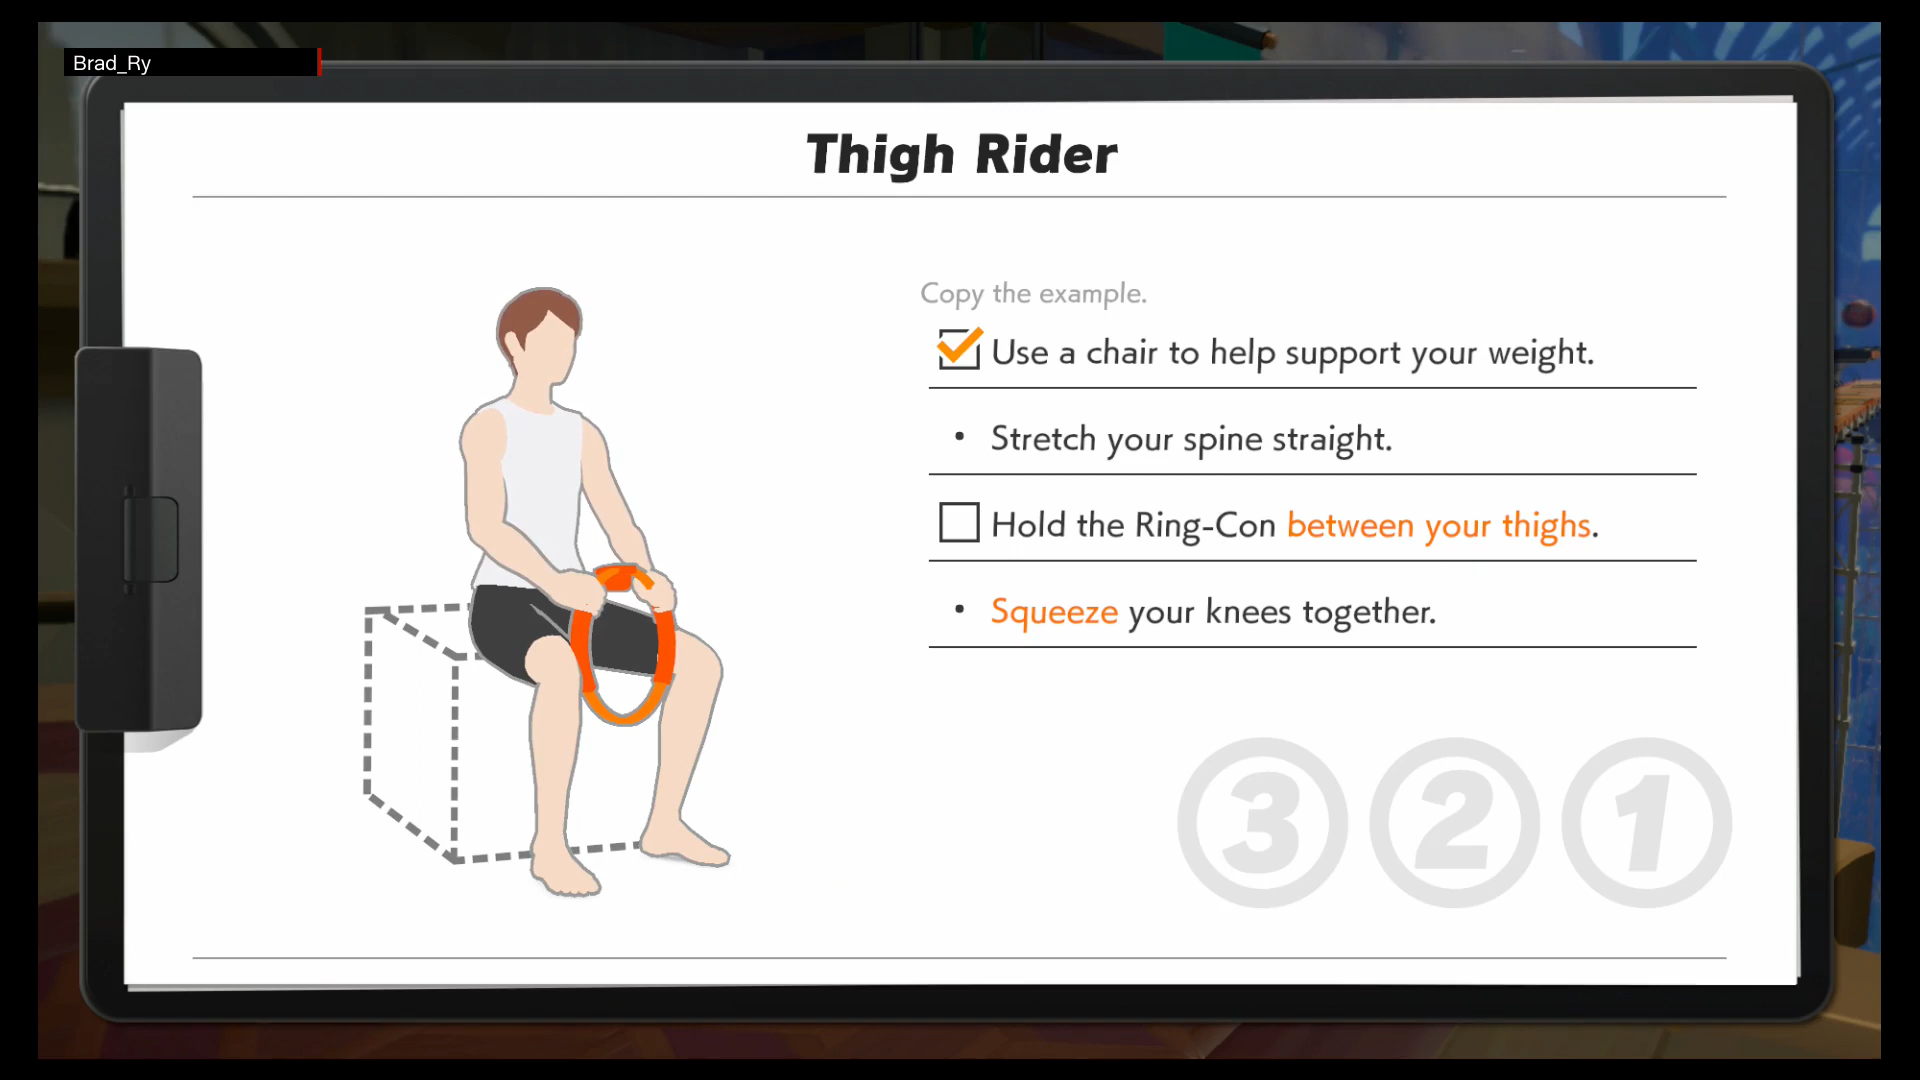 Brad_Ry
Thigh Rider
Copy the example.
Use a chair to help support your weight.
• Stretch your spine straight.
Hold the Ring-Con between your thighs.
• Squeeze your knees together.
3 2 1